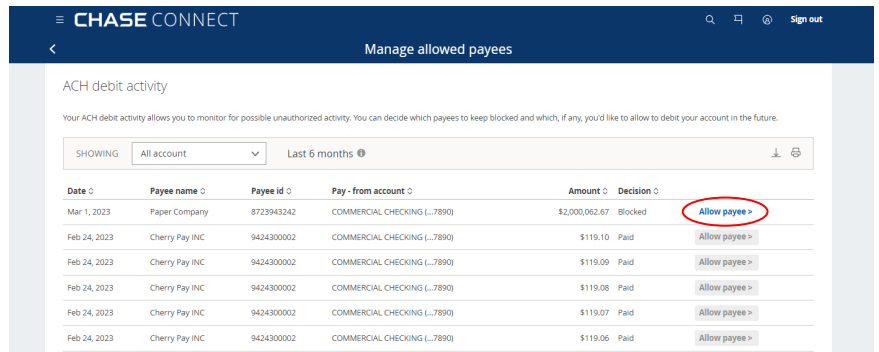 CHASE CONNECT Sign out
Manage allowed payees
ACH debit activity
Your ACH debit activity allows you to monitor for possible unauthorized activity. You can decide which payees to keep blocked and which, if any, you'd like to allow to debit your account in the future.
SHOWING All account Last 6 months
Date Payee name Payee id Pay - from account Amount Decision
Mar 1, 2023 Paper Company 8723943242 COMMERCIAL CHECKING (...7890) $2,000,062.67 Blocked Allow payee >
Feb 24, 2023 Cherry Pay INC 9424300002 COMMERCIAL CHECKING (...7890) $119.10 Paid Allow payee >
Feb 24, 2023 Cherry Pay INC 9424300002 COMMERCIAL CHECKING (...7890) $119.09 Paid Allow payee >
Feb 24, 2023 Cherry Pay INC 9424300002 COMMERCIAL CHECKING (...7890) $119.08 Paid Allow payee >
Feb 24, 2023 Cherry Pay INC 9424300002 COMMERCIAL CHECKING (...7890) $119.07 Paid Allow payee >
Feb 24, 2023 Cherry Pay INC 9424300002 COMMERCIAL CHECKING (...7890) $119.06 Paid Allow payee >